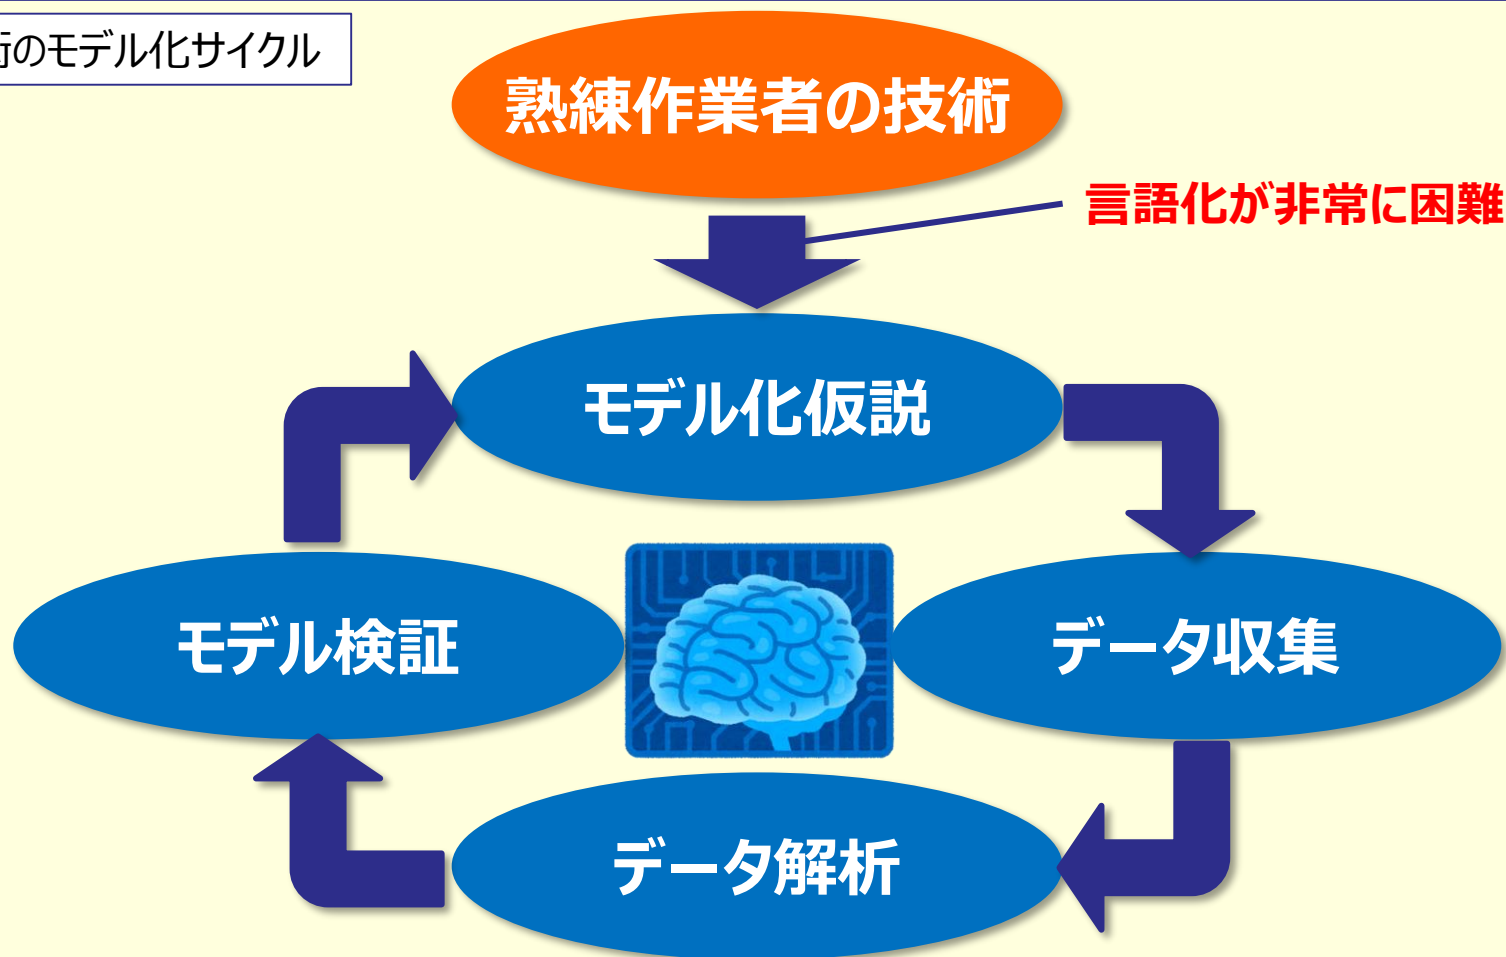 術のモデル化サイクル
熟練作業者の技術
言語化が非常に困難
モデル化仮説
モデル検証
データ収集
データ解析